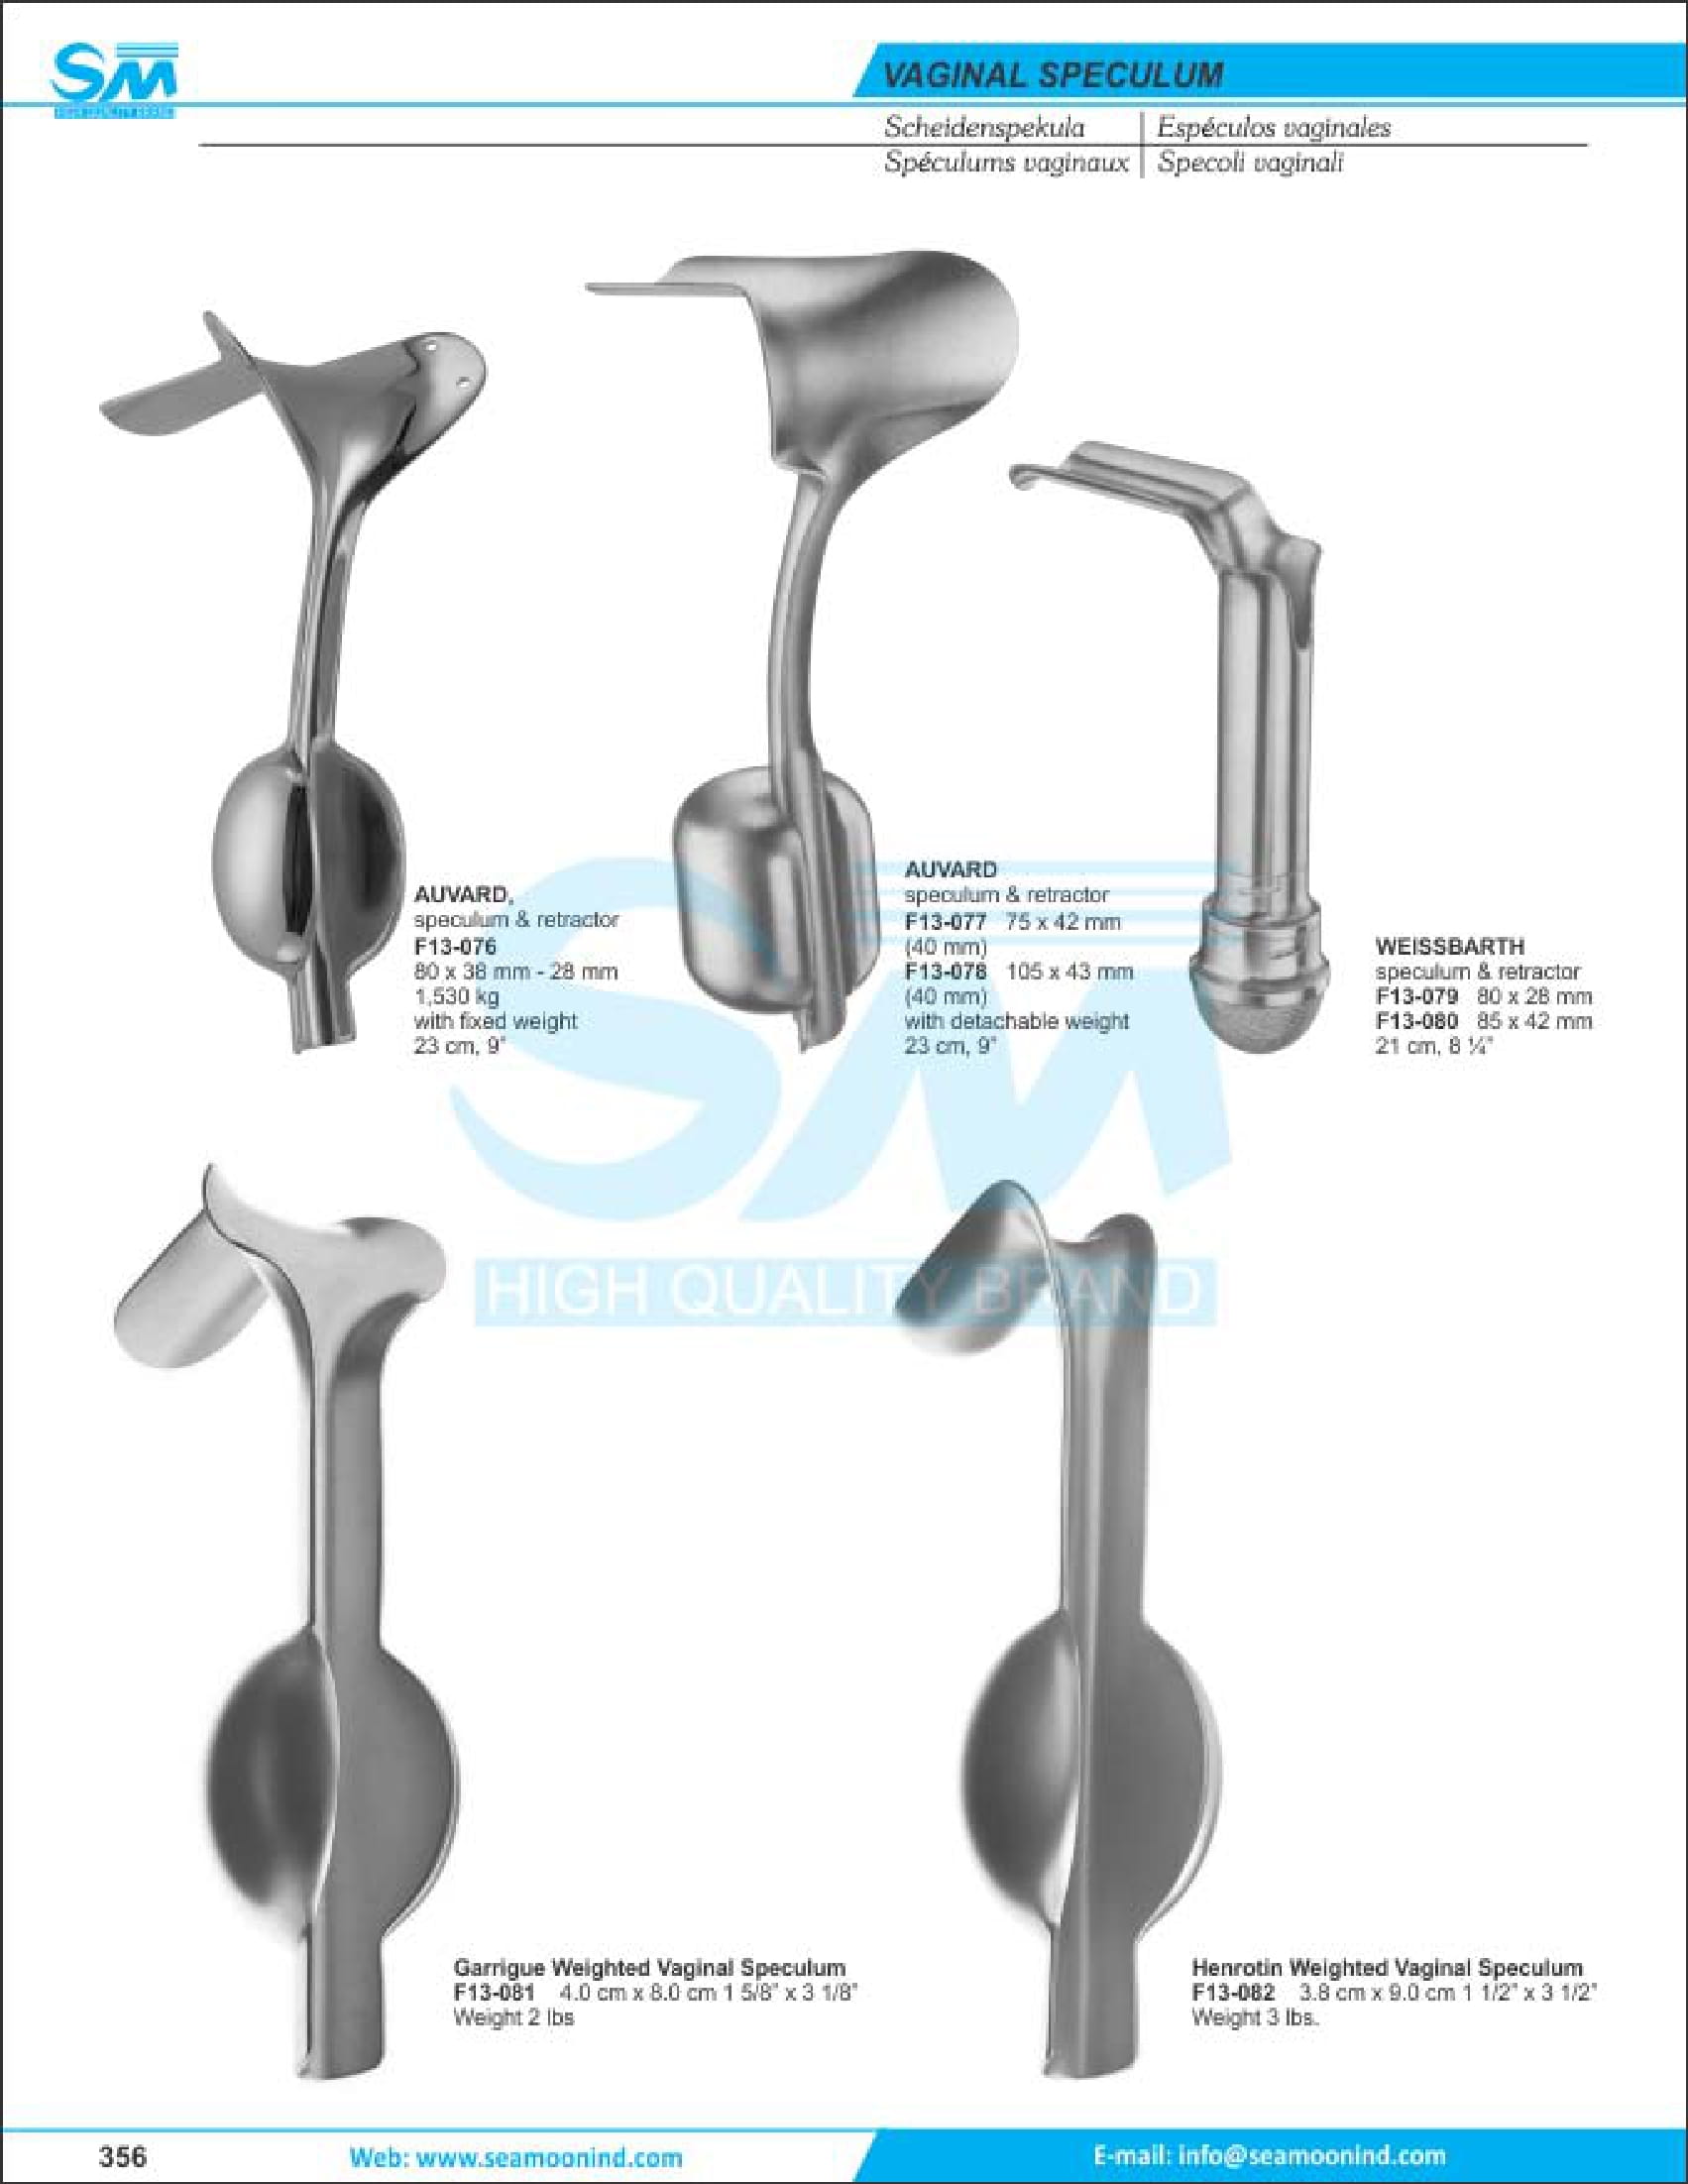 SM
VAGINAL SPECULUM
Scheidenspekula
Espéculos vaginales
Spéculums vaginaux
Specoli vaginali
AUVARD,
speculum & retractor
F13-076
80 x 38 mm - 28 mm
1,530 kg
with fixed weight
23 cm, 9"
AUVARD
speculum & retractor
F13-077 75 x 42 mm
(40 mm)
F13-078 105 x 43 mm
(40 mm)
with detachable weight
23 cm, 9"
WEISSBARTH
speculum & retractor
F13-079 80 x 28 mm
F13-080 85 x 42 mm
21 cm, 8 ¼"
SM
HIGH QUALITY BRAND
Garrigue Weighted Vaginal Speculum
F13-081 4.0 cm x 8.0 cm 1 5/8" x 3 1/8"
Weight 2 lbs
Henrotin Weighted Vaginal Speculum
F13-082 3.8 cm x 9.0 cm 1 1/2" x 3 1/2"
Weight 3 lbs.
356
Web: www.seamoonind.com
E-mail: info@seamoonind.com